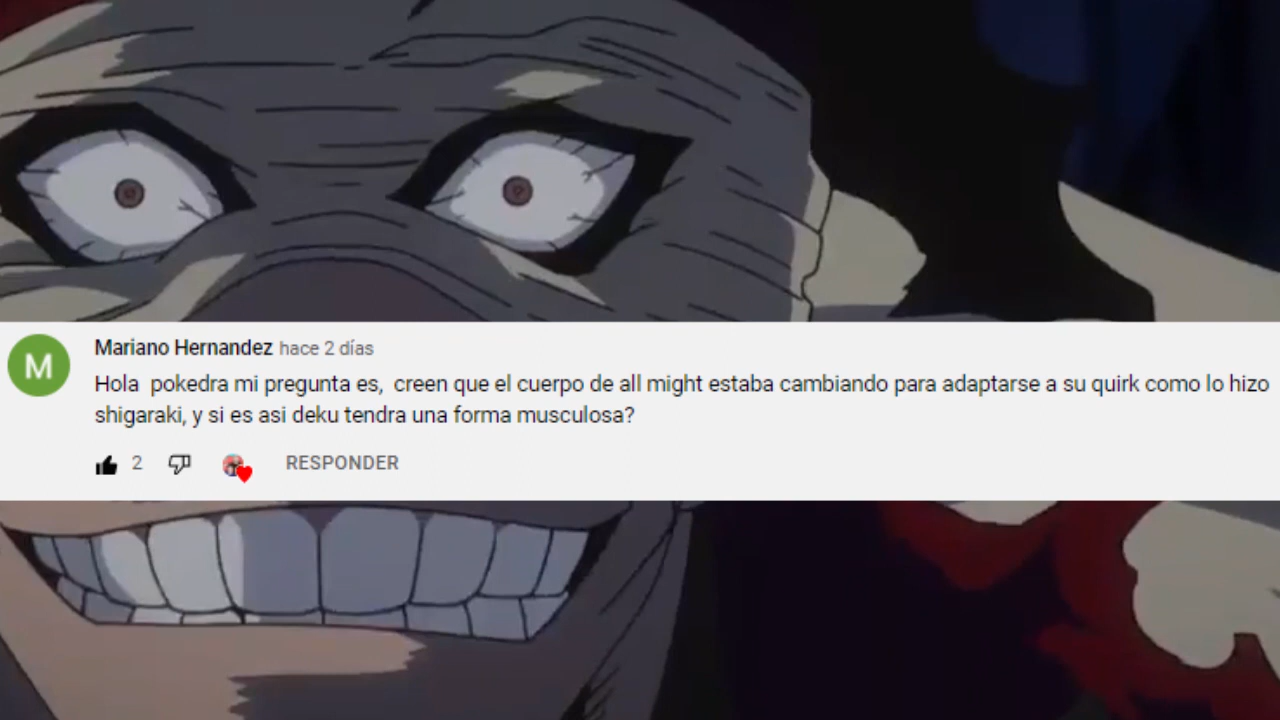 M
Mariano Hernandez hace 2 días
Hola pokedra mi pregunta es, creen que el cuerpo de all might estaba cambiando para adaptarse a su quirk como lo hizo
shigaraki, y si es asi deku tendra una forma musculosa?
2 RESPONDER